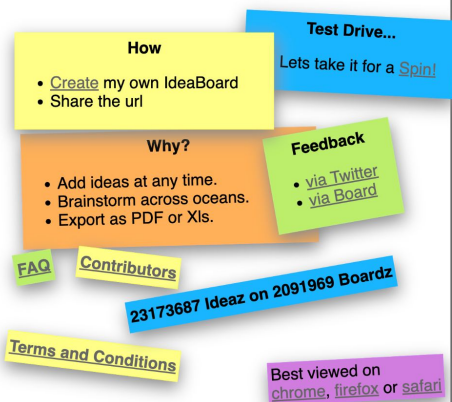 How
• Create my own IdeaBoard
• Share the url
Test Drive...
Lets take it for a Spin!
Why?
• Add ideas at any time.
• Brainstorm across oceans.
• Export as PDF or Xls.
Feedback
• via Twitter
• via Board
FAQ
Contributors
23173687 Ideaz on 2091969 Boardz
Terms and Conditions
Best viewed on
chrome, firefox or safari